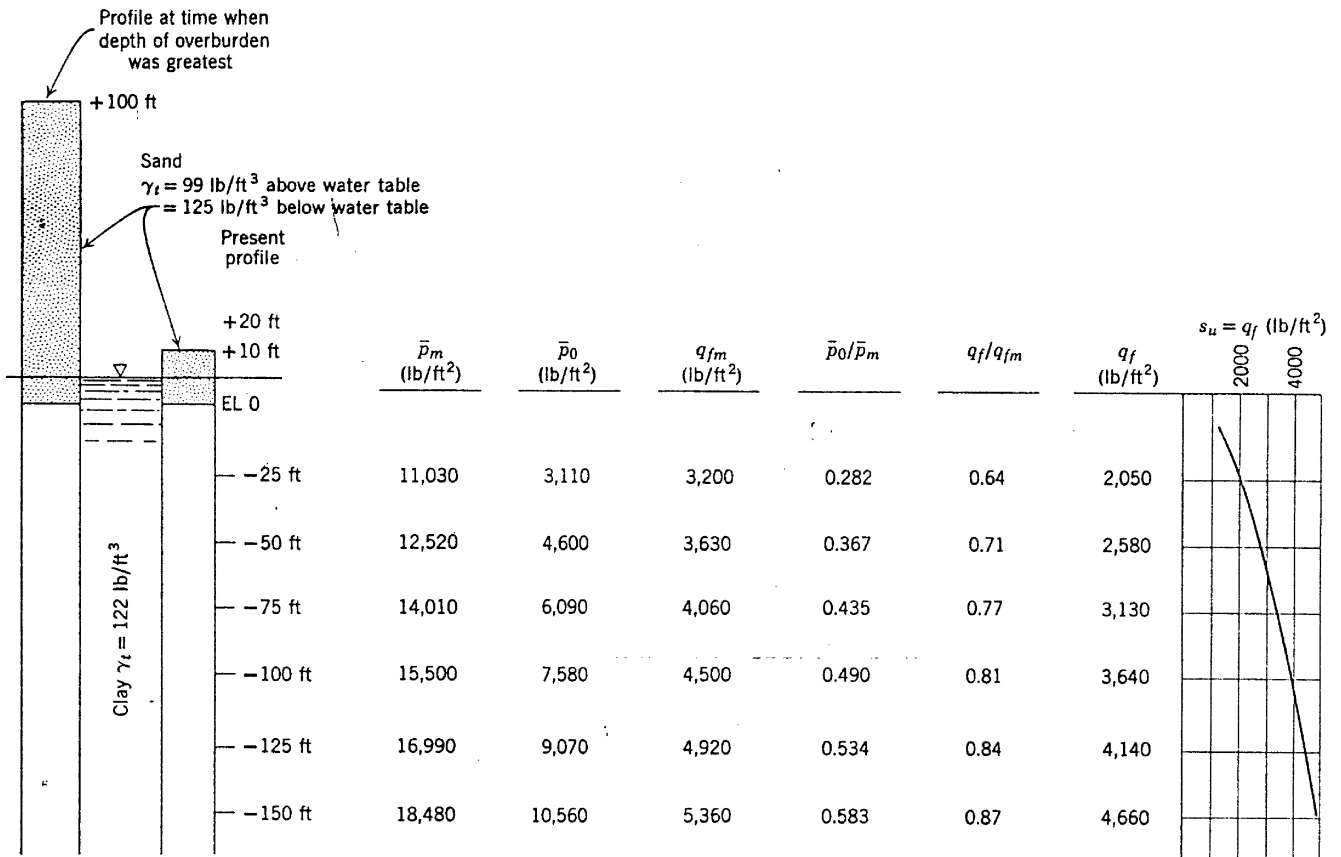 Profile at time when
depth of overburden
was greatest
+100 ft
Sand
γt = 99 lb/ft³ above water table
= 125 lb/ft³ below water table
Present
profile
+20 ft
+10 ft
EL 0
Clay γt = 122 lb/ft³
p̄m (lb/ft²) p̄0 (lb/ft²) qfm (lb/ft²) p̄0/p̄m qf/qfm qf (lb/ft²) su = qf (lb/ft²)
2000 4000
−25 ft 11,030 3,110 3,200 0.282 0.64 2,050
−50 ft 12,520 4,600 3,630 0.367 0.71 2,580
−75 ft 14,010 6,090 4,060 0.435 0.77 3,130
−100 ft 15,500 7,580 4,500 0.490 0.81 3,640
−125 ft 16,990 9,070 4,920 0.534 0.84 4,140
−150 ft 18,480 10,560 5,360 0.583 0.87 4,660